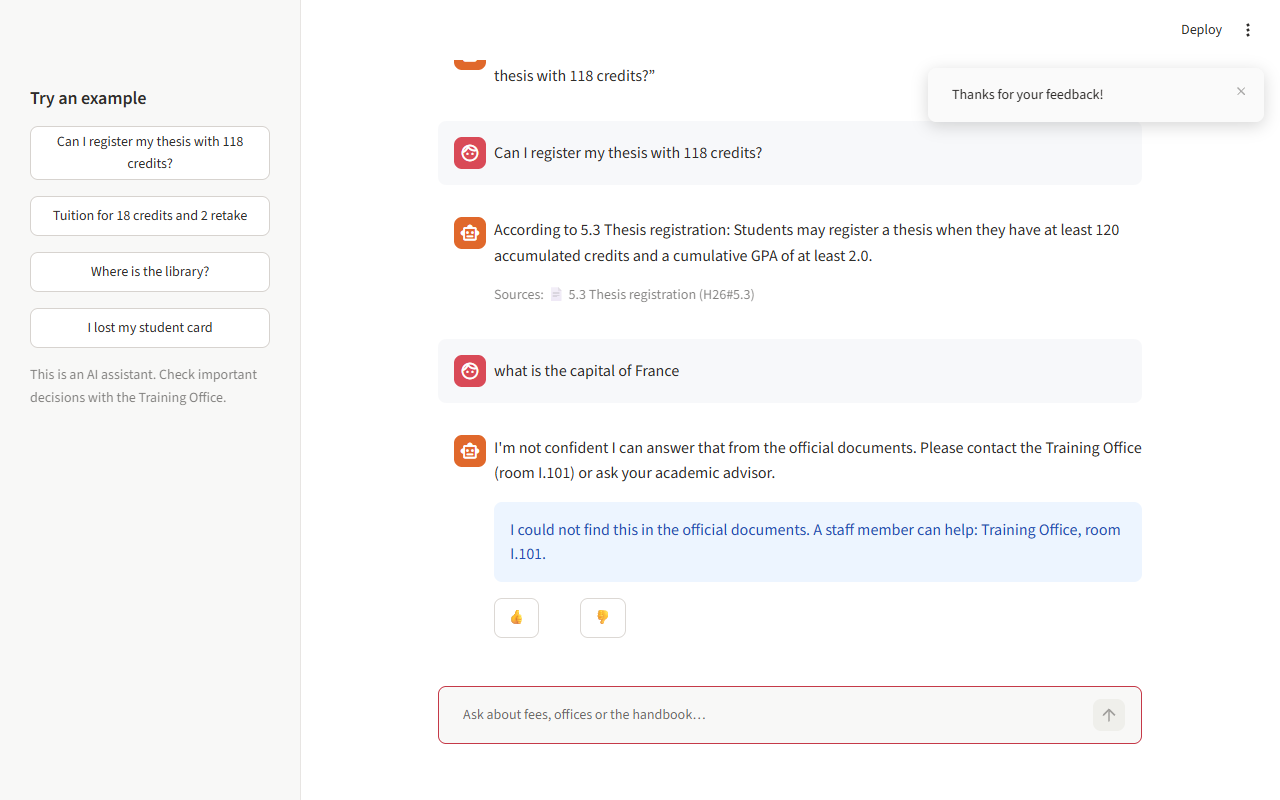 Deploy
Try an example
Can I register my thesis with 118
credits?
Tuition for 18 credits and 2 retake
Where is the library?
I lost my student card
This is an AI assistant. Check important
decisions with the Training Office.
thesis with 118 credits?”
Thanks for your feedback!
Can I register my thesis with 118 credits?
According to 5.3 Thesis registration: Students may register a thesis when they have at least 120
accumulated credits and a cumulative GPA of at least 2.0.
Sources: 5.3 Thesis registration (H26#5.3)
what is the capital of France
I'm not confident I can answer that from the official documents. Please contact the Training Office
(room I.101) or ask your academic advisor.
I could not find this in the official documents. A staff member can help: Training Office, room
I.101.
Ask about fees, offices or the handbook…